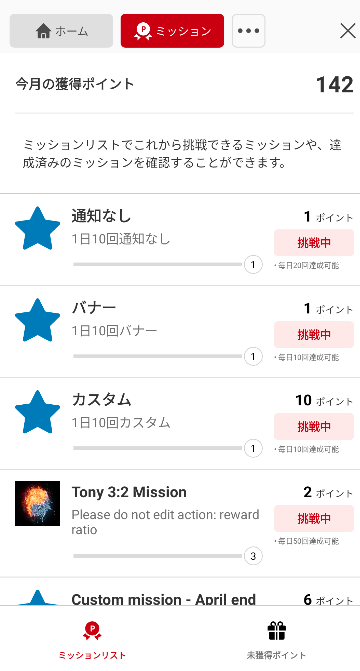 ホーム
ミッション
今月の獲得ポイント 142
ミッションリストでこれから挑戦できるミッションや、達
成済みのミッションを確認することができます。
通知なし
1 ポイント
1日10回通知なし
挑戦中
1
・毎日20回達成可能
バナー
1 ポイント
1日10回バナー
挑戦中
1
・毎日10回達成可能
カスタム
10 ポイント
1日10回カスタム
挑戦中
1
・毎日10回達成可能
Tony 3:2 Mission
2 ポイント
Please do not edit action: reward
ratio
挑戦中
3
・毎日50回達成可能
Custom mission - April end
6 ポイント
ミッションリスト
未獲得ポイント